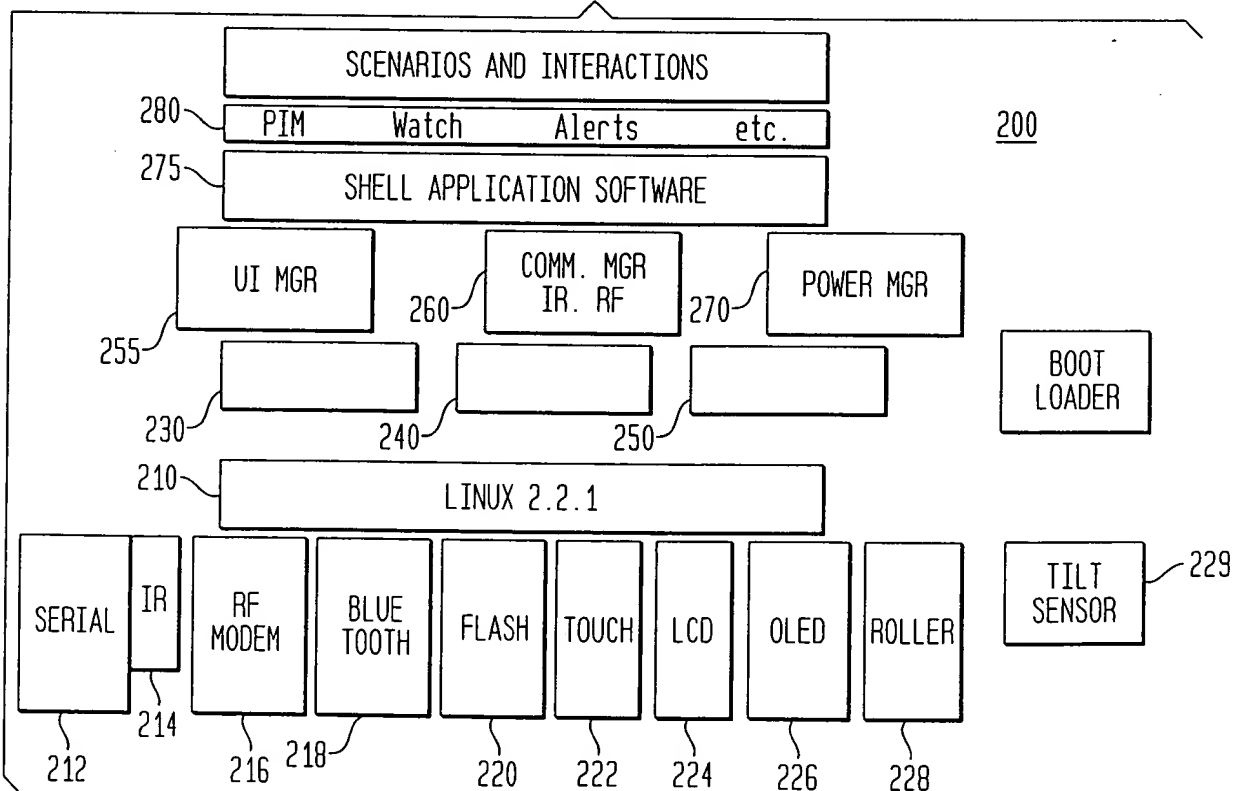 SCENARIOS AND INTERACTIONS
280
PIM Watch Alerts etc.
200
275
SHELL APPLICATION SOFTWARE
UI MGR
COMM. MGR
IR. RF
POWER MGR
260
270
255
BOOT
LOADER
230
240
250
210
LINUX 2.2.1
SERIAL
IR
RF
MODEM
BLUE
TOOTH
FLASH
TOUCH
LCD
OLED
ROLLER
TILT
SENSOR
229
214
212
216
218
220
222
224
226
228